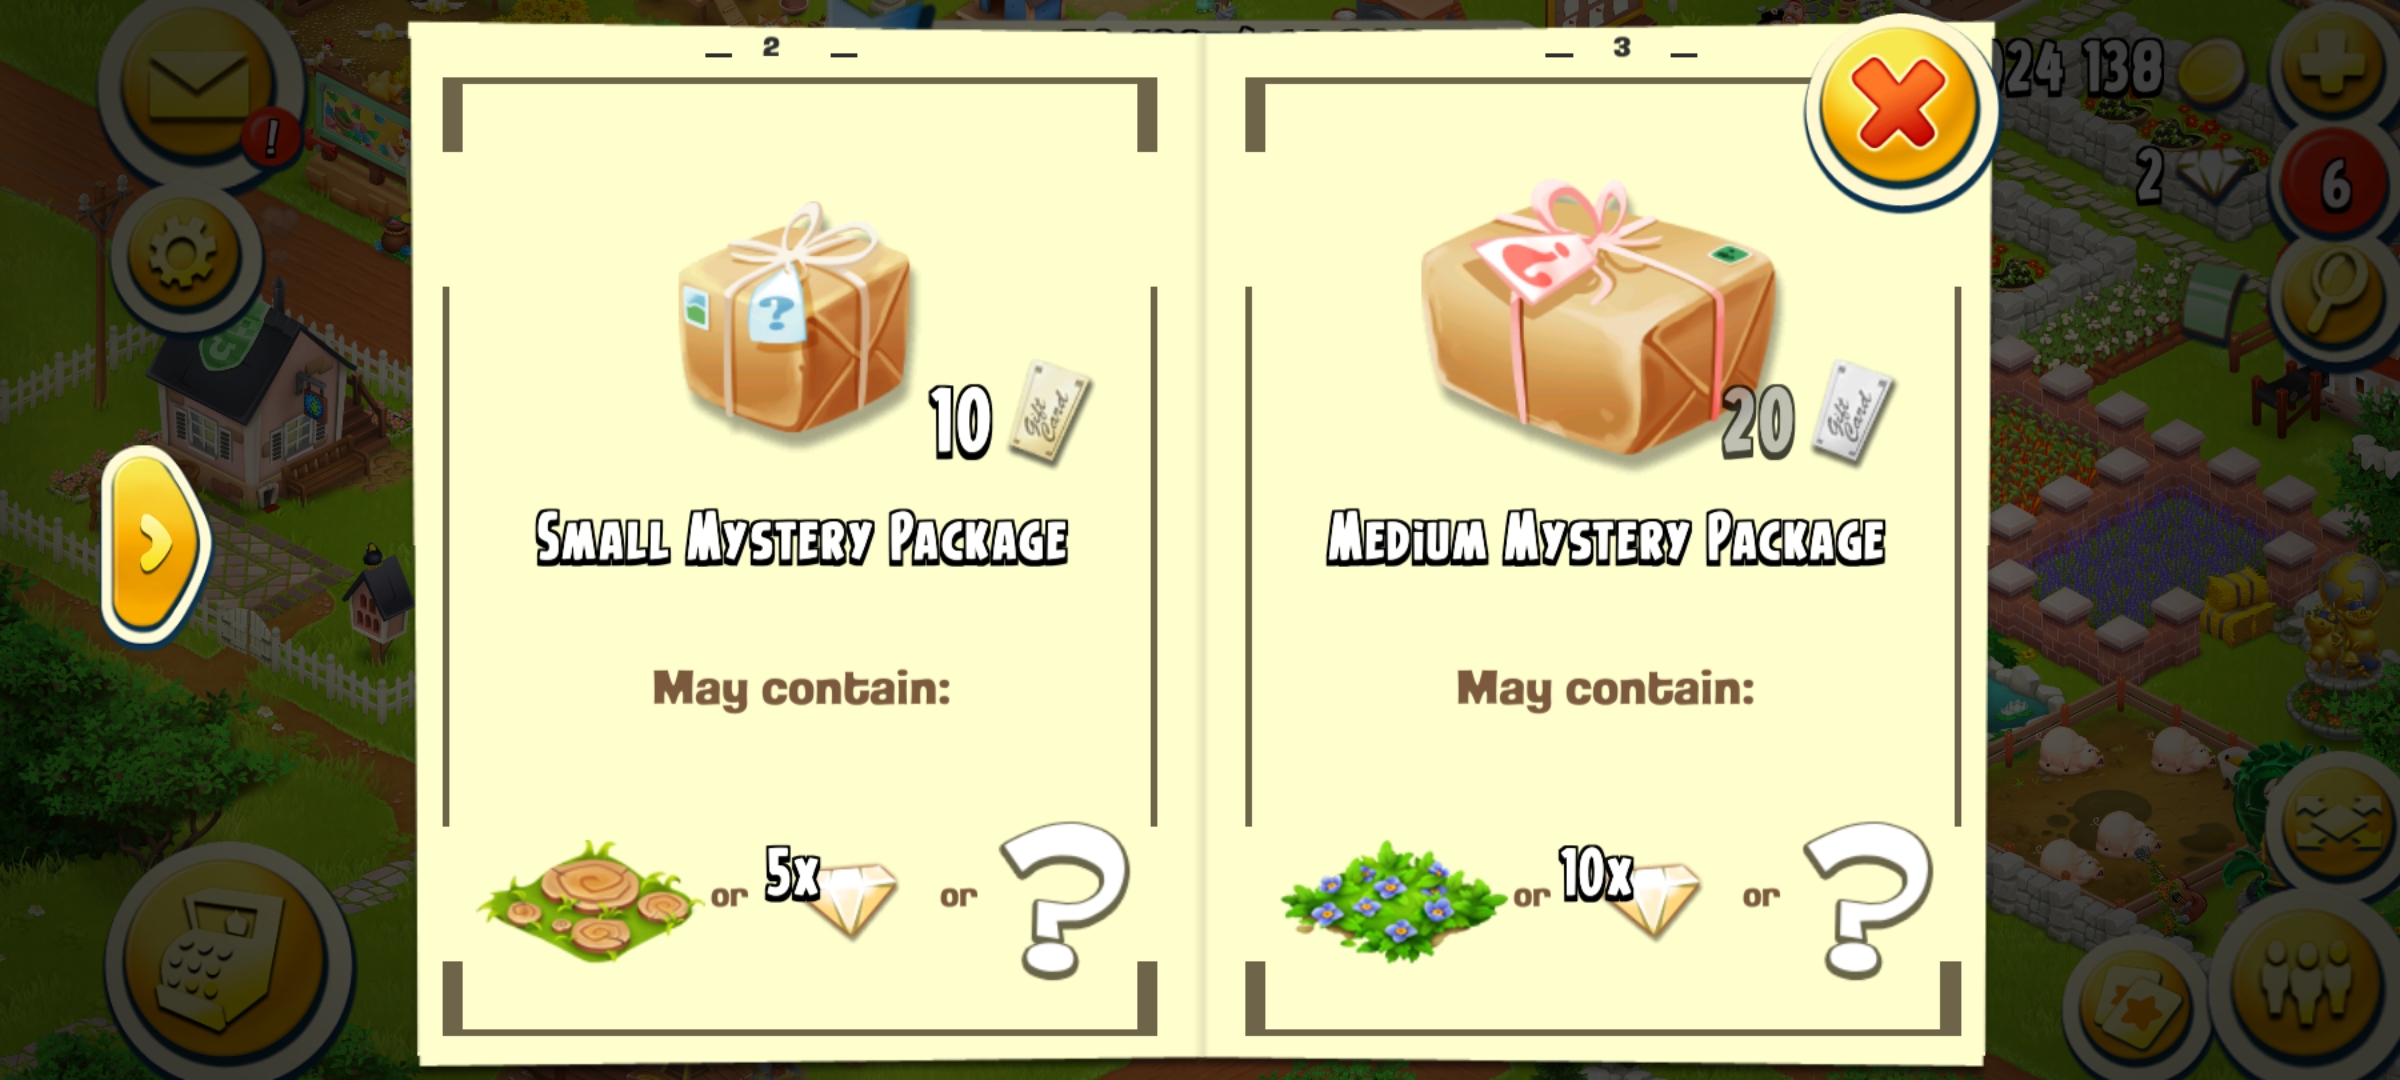 _ 2 _
_ 3 _
24 138
2
6
!
?
?
10
Gift Card
20
Gift Card
Small Mystery Package
Medium Mystery Package
May contain:
May contain:
or 5x or ?
or 10x or ?